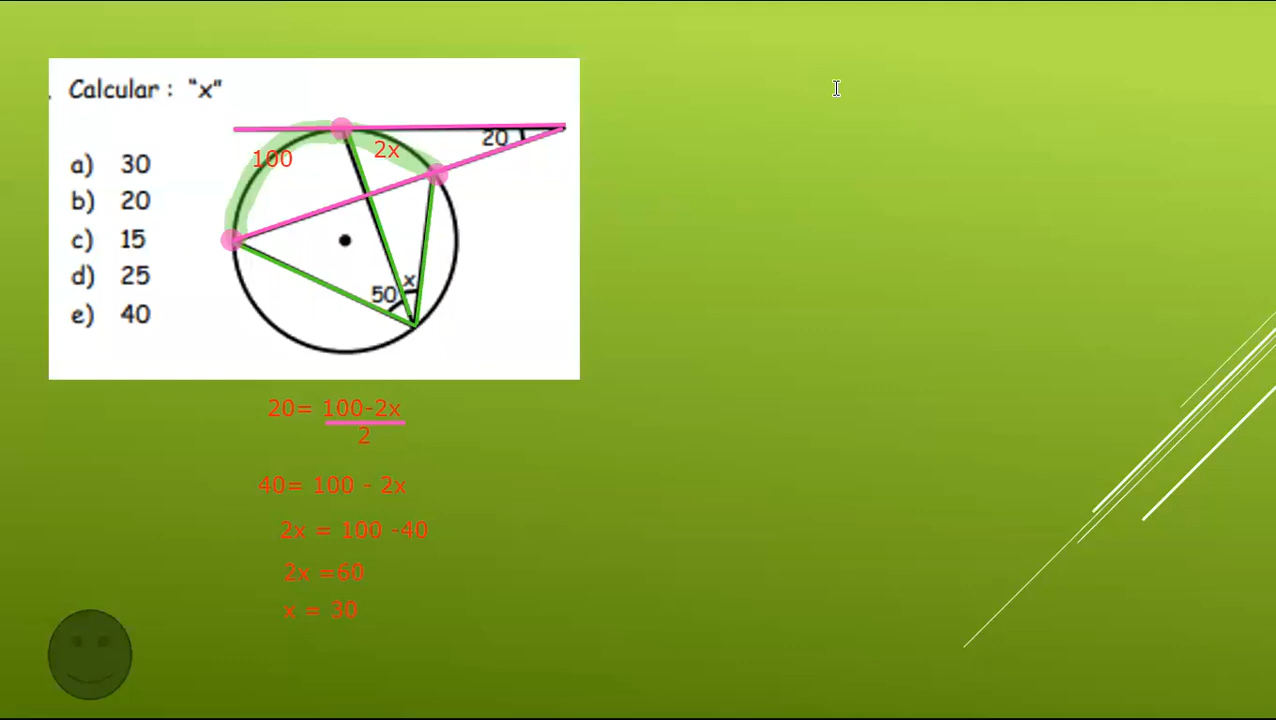 . Calcular : “x”
a) 30
b) 20
c) 15
d) 25
e) 40
100
2x
20
50
x
20= 100-2x
2
40= 100 - 2x
2x = 100 -40
2x =60
x = 30